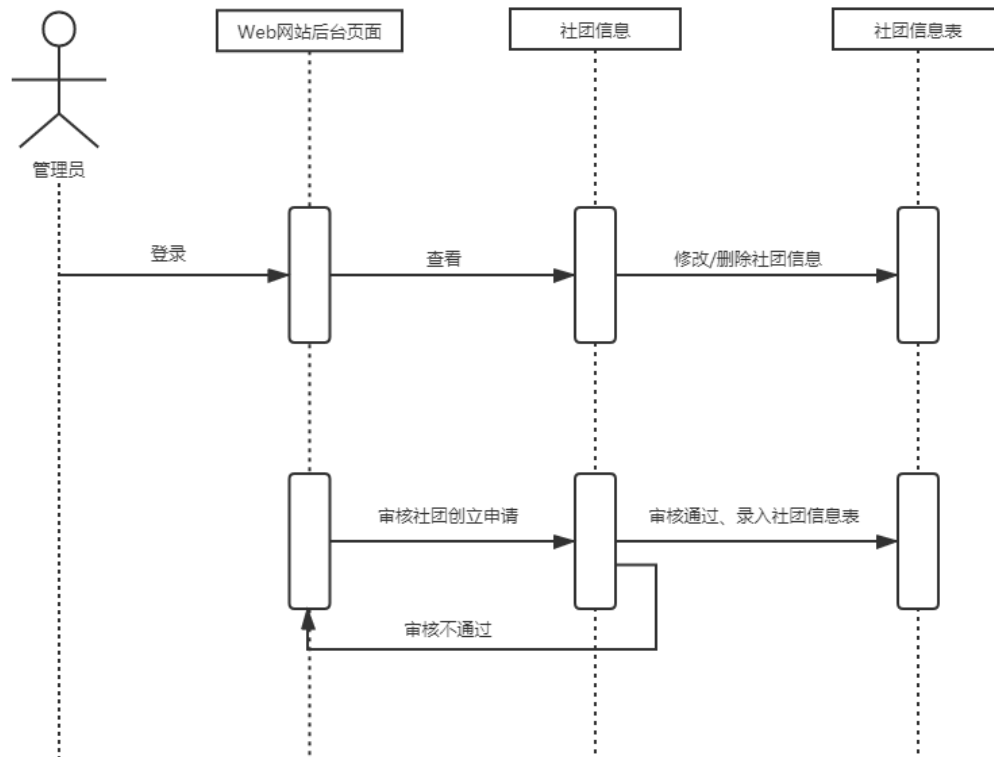 Web网站后台页面
社团信息
社团信息表
管理员
登录
查看
修改/删除社团信息
审核社团创立申请
审核通过、录入社团信息表
审核不通过